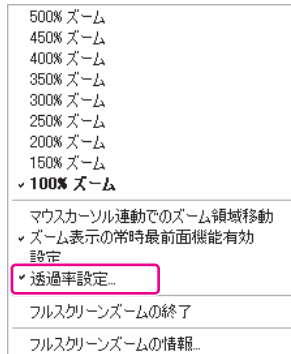 500% ズーム
450% ズーム
400% ズーム
350% ズーム
300% ズーム
250% ズーム
200% ズーム
150% ズーム
100% ズーム
マウスカーソル連動でのズーム領域移動
ズーム表示の常時最前面機能有効
設定
透過率設定...
フルスクリーンズームの終了
フルスクリーンズームの情報...